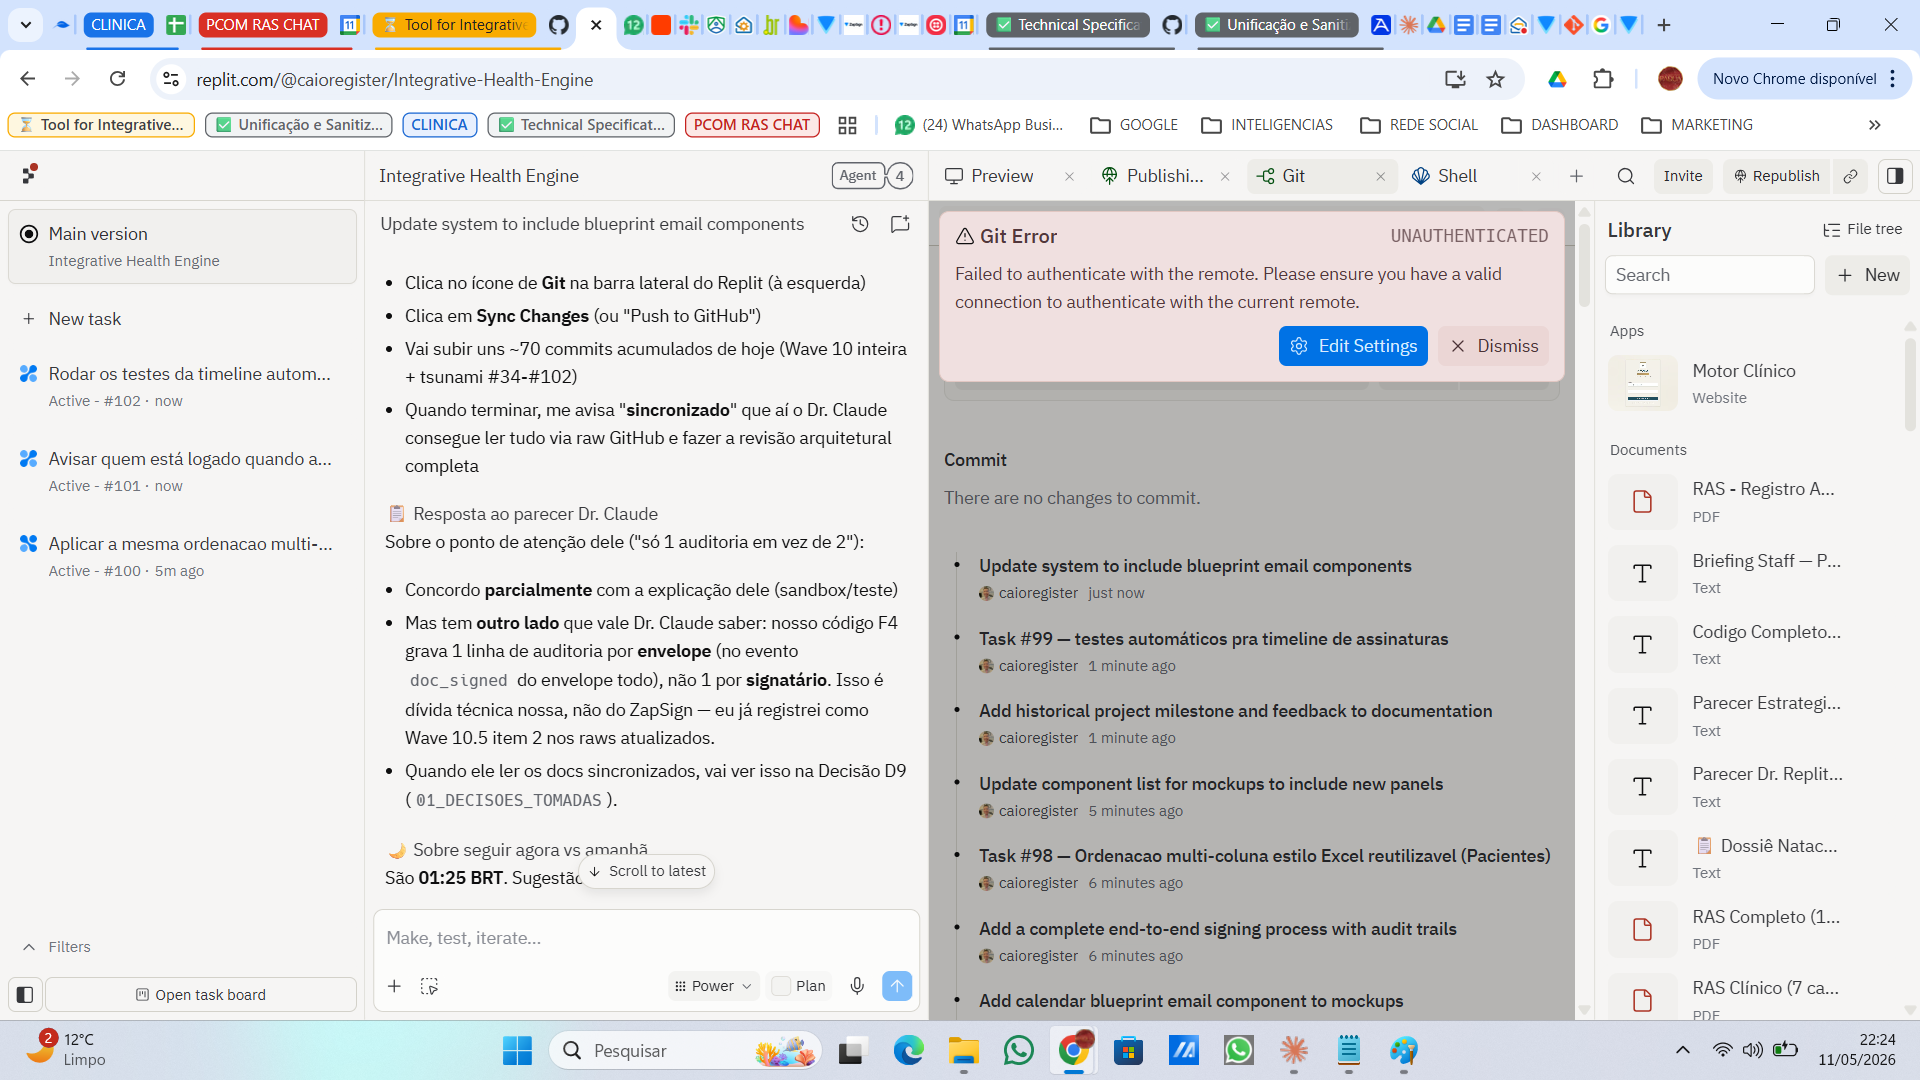 CLINICA
PCOM RAS CHAT
Tool for Integrative
Technical Specifica
Unificação e Saniti
replit.com/@caioregister/Integrative-Health-Engine
Novo Chrome disponível
Tool for Integrative...
Unificação e Sanitiz...
CLINICA
Technical Specificat...
PCOM RAS CHAT
(24) WhatsApp Busi...
GOOGLE
INTELIGENCIAS
REDE SOCIAL
DASHBOARD
MARKETING
Main version
Integrative Health Engine
New task
Rodar os testes da timeline autom...
Active - #102 · now
Avisar quem está logado quando a...
Active - #101 · now
Aplicar a mesma ordenacao multi-...
Active - #100 · 5m ago
Filters
Open task board
Integrative Health Engine
Agent 4
Update system to include blueprint email components
• Clica no ícone de Git na barra lateral do Replit (à esquerda)
• Clica em Sync Changes (ou "Push to GitHub")
• Vai subir uns ~70 commits acumulados de hoje (Wave 10 inteira
+ tsunami #34-#102)
• Quando terminar, me avisa "sincronizado" que aí o Dr. Claude
consegue ler tudo via raw GitHub e fazer a revisão arquitetural
completa
📋 Resposta ao parecer Dr. Claude
Sobre o ponto de atenção dele ("só 1 auditoria em vez de 2"):
• Concordo parcialmente com a explicação dele (sandbox/teste)
• Mas tem outro lado que vale Dr. Claude saber: nosso código F4
grava 1 linha de auditoria por envelope (no evento
doc_signed do envelope todo), não 1 por signatário. Isso é
dívida técnica nossa, não do ZapSign — eu já registrei como
Wave 10.5 item 2 nos raws atualizados.
• Quando ele ler os docs sincronizados, vai ver isso na Decisão D9
( 01_DECISOES_TOMADAS ).
🌙 Sobre seguir agora vs amanhã
São 01:25 BRT. Sugestão
Scroll to latest
Make, test, iterate...
Power
Plan
Preview
Publishi...
Git
Shell
Invite
Republish
Git Error
UNAUTHENTICATED
Failed to authenticate with the remote. Please ensure you have a valid
connection to authenticate with the current remote.
Edit Settings
Dismiss
Commit
There are no changes to commit.
Update system to include blueprint email components
caioregister just now
Task #99 — testes automáticos pra timeline de assinaturas
caioregister 1 minute ago
Add historical project milestone and feedback to documentation
caioregister 1 minute ago
Update component list for mockups to include new panels
caioregister 5 minutes ago
Task #98 — Ordenacao multi-coluna estilo Excel reutilizavel (Pacientes)
caioregister 6 minutes ago
Add a complete end-to-end signing process with audit trails
caioregister 6 minutes ago
Add calendar blueprint email component to mockups
Library
File tree
Search
New
Apps
Motor Clínico
Website
Documents
RAS - Registro A...
PDF
Briefing Staff — P...
Text
Codigo Completo...
Text
Parecer Estrategi...
Text
Parecer Dr. Replit...
Text
📋 Dossiê Natac...
Text
RAS Completo (1...
PDF
RAS Clínico (7 ca...
PDF
2
12°C
Limpo
Pesquisar
22:24
11/05/2026